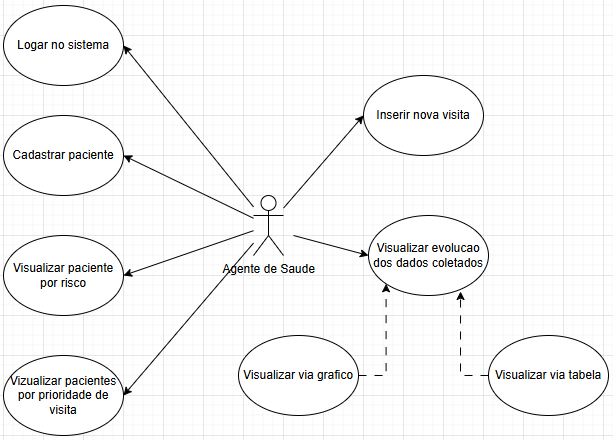 Logar no sistema
Inserir nova visita
Cadastrar paciente
Visualizar evolucao
dos dados coletados
Agente de Saude
Visualizar paciente
por risco
Visualizar via grafico
Visualizar via tabela
Vizualizar pacientes
por prioridade de
visita